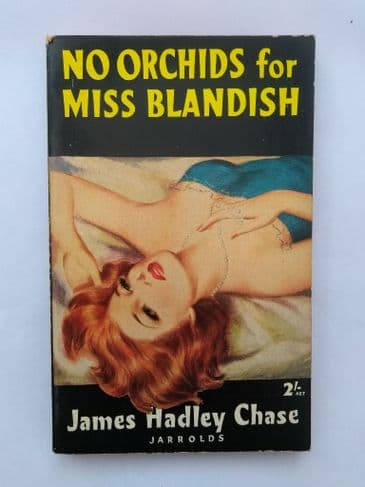 NO ORCHIDS for
MISS BLANDISH
2/-
NET
James Hadley Chase
JARROLDS